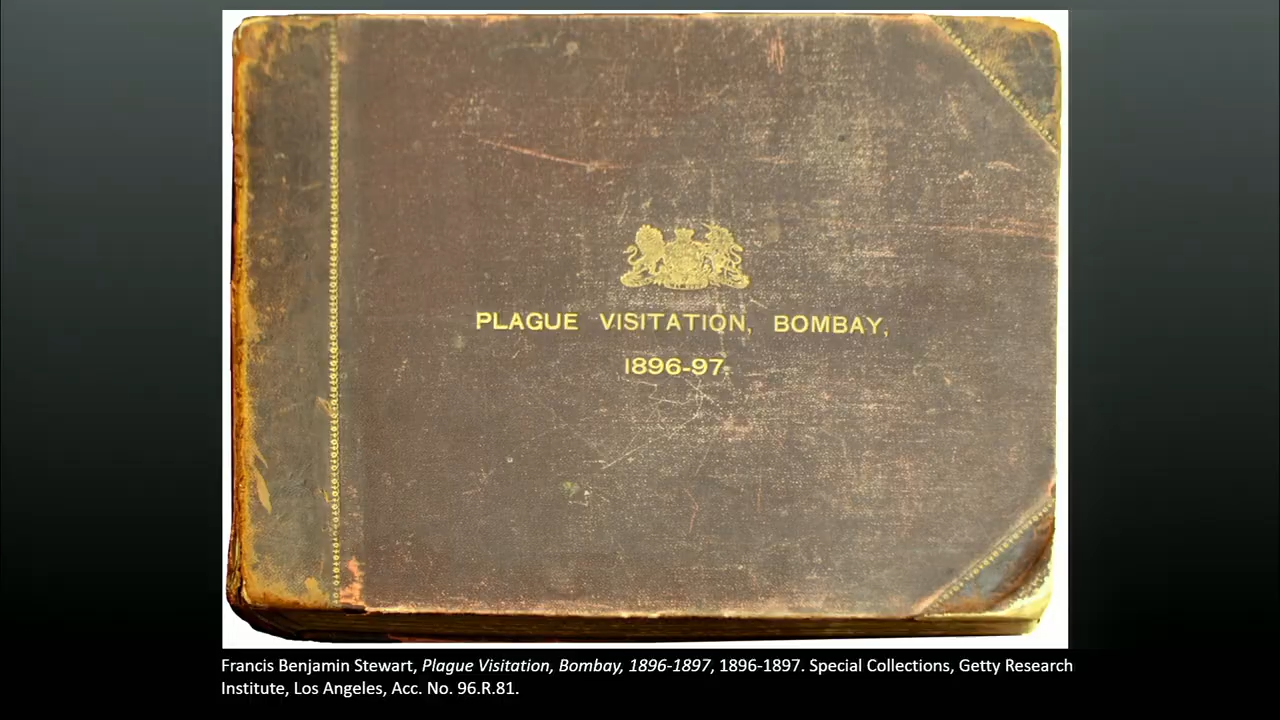 PLAGUE VISITATION, BOMBAY,
1896-97.
Francis Benjamin Stewart, Plague Visitation, Bombay, 1896-1897, 1896-1897. Special Collections, Getty Research
Institute, Los Angeles, Acc. No. 96.R.81.